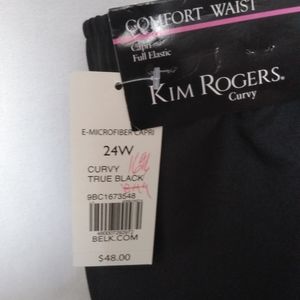 COMFORT WAIST
Capri
Full Elastic
KIM ROGERS®
Curvy
E-MICROFIBER CAPRI
24W
CURVY
TRUE BLACK
9BC1673548
BELK.COM
$48.00